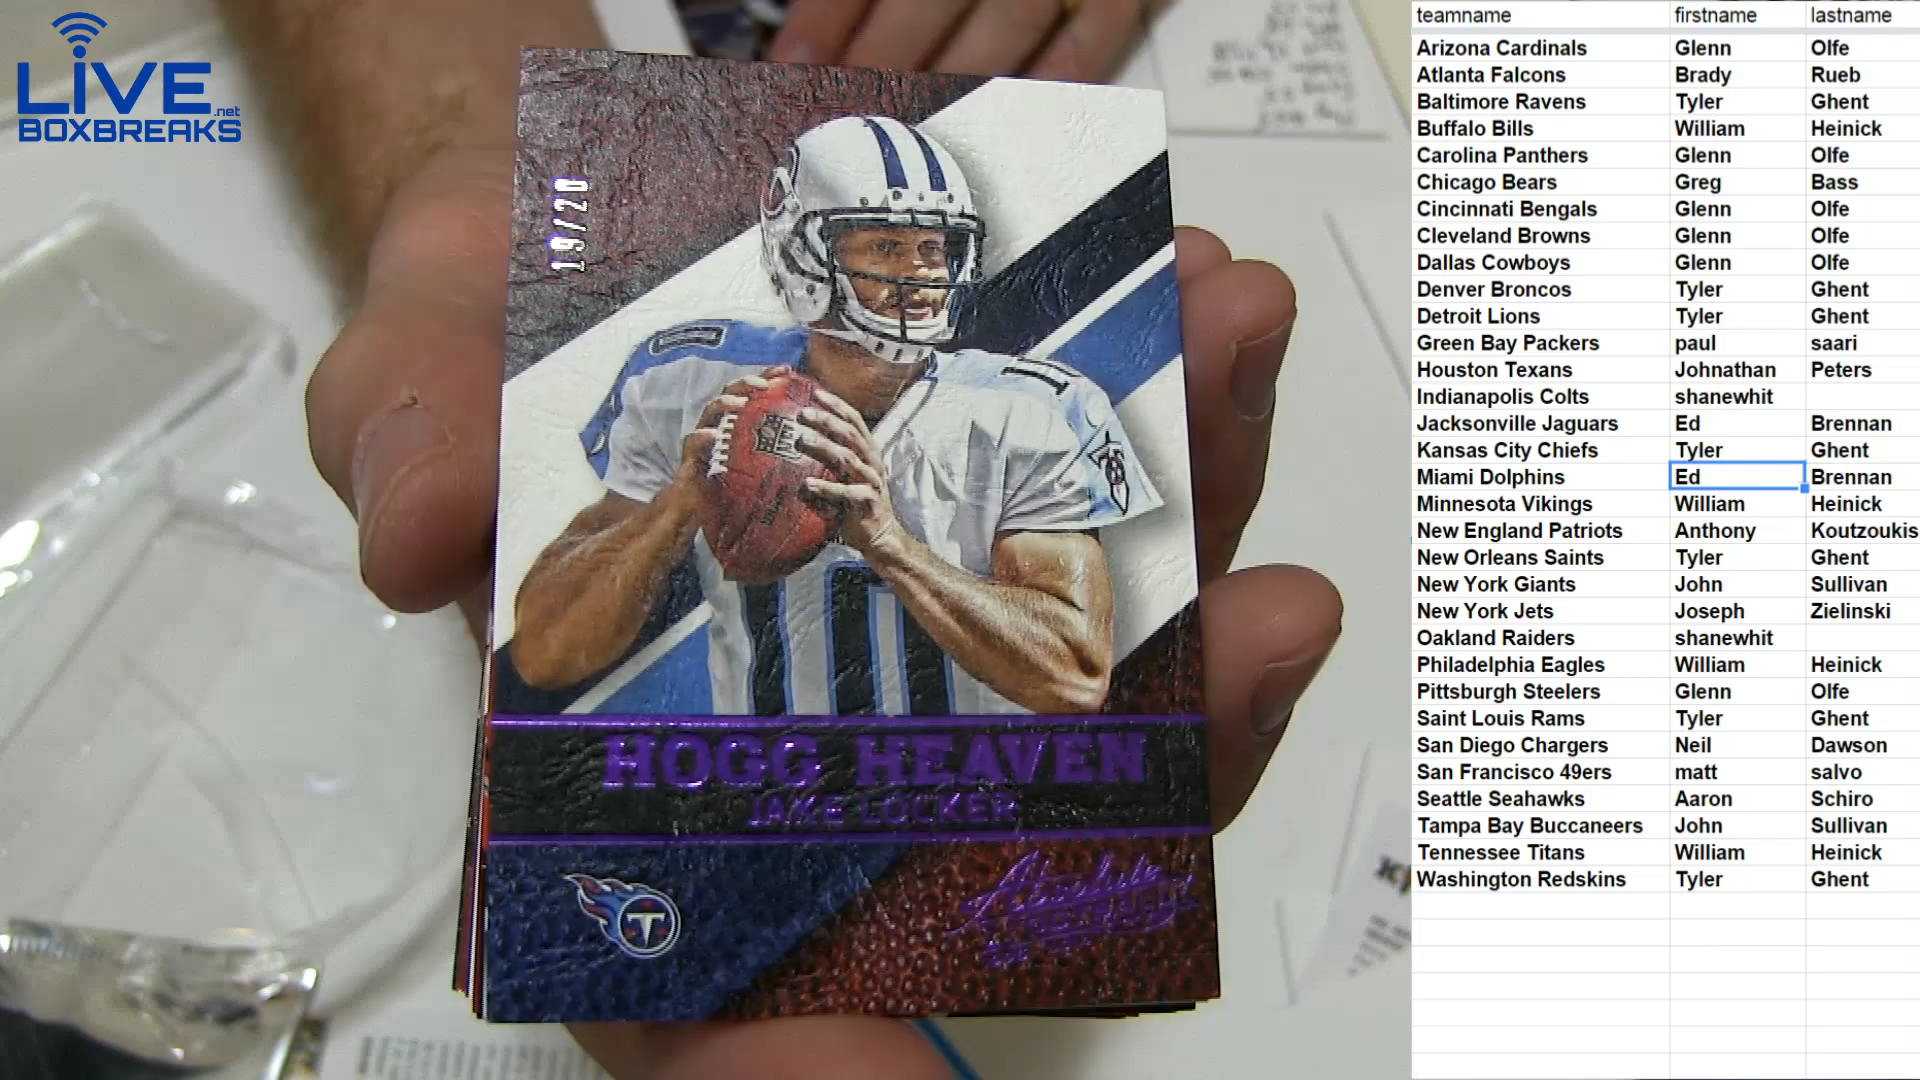 LiVE.net
BOXBREAKS
19/20
10
HOGG HEAVEN
JAKE LOCKER
Absolute
T
teamname firstname lastname
Arizona Cardinals Glenn Olfe
Atlanta Falcons Brady Rueb
Baltimore Ravens Tyler Ghent
Buffalo Bills William Heinick
Carolina Panthers Glenn Olfe
Chicago Bears Greg Bass
Cincinnati Bengals Glenn Olfe
Cleveland Browns Glenn Olfe
Dallas Cowboys Glenn Olfe
Denver Broncos Tyler Ghent
Detroit Lions Tyler Ghent
Green Bay Packers paul saari
Houston Texans Johnathan Peters
Indianapolis Colts shanewhit
Jacksonville Jaguars Ed Brennan
Kansas City Chiefs Tyler Ghent
Miami Dolphins Ed Brennan
Minnesota Vikings William Heinick
New England Patriots Anthony Koutzoukis
New Orleans Saints Tyler Ghent
New York Giants John Sullivan
New York Jets Joseph Zielinski
Oakland Raiders shanewhit
Philadelphia Eagles William Heinick
Pittsburgh Steelers Glenn Olfe
Saint Louis Rams Tyler Ghent
San Diego Chargers Neil Dawson
San Francisco 49ers matt salvo
Seattle Seahawks Aaron Schiro
Tampa Bay Buccaneers John Sullivan
Tennessee Titans William Heinick
Washington Redskins Tyler Ghent